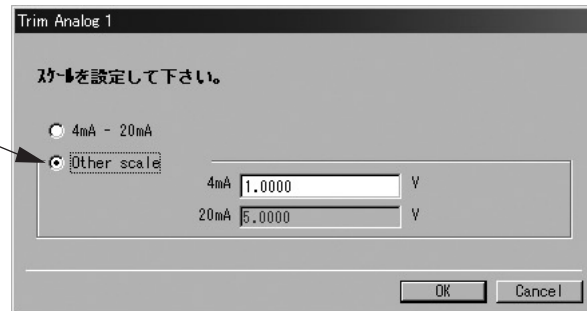 Trim Analog 1
ｽｹｰﾙを設定して下さい。
4mA - 20mA
Other scale
4mA 1.0000 V
20mA 5.0000 V
OK Cancel